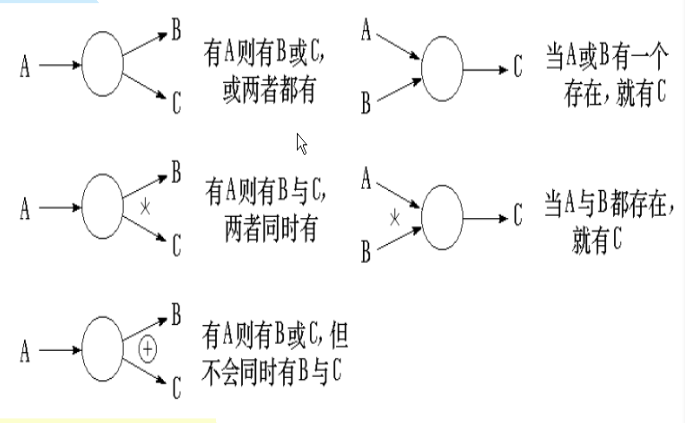 A
B
C
有A则有B或C,
或两者都有
A
B
C
当A或B有一个
存在,就有C
A
B
*
C
有A则有B与C,
两者同时有
A
*
B
C
当A与B都存在,
就有C
A
B
+
C
有A则有B或C,但
不会同时有B与C